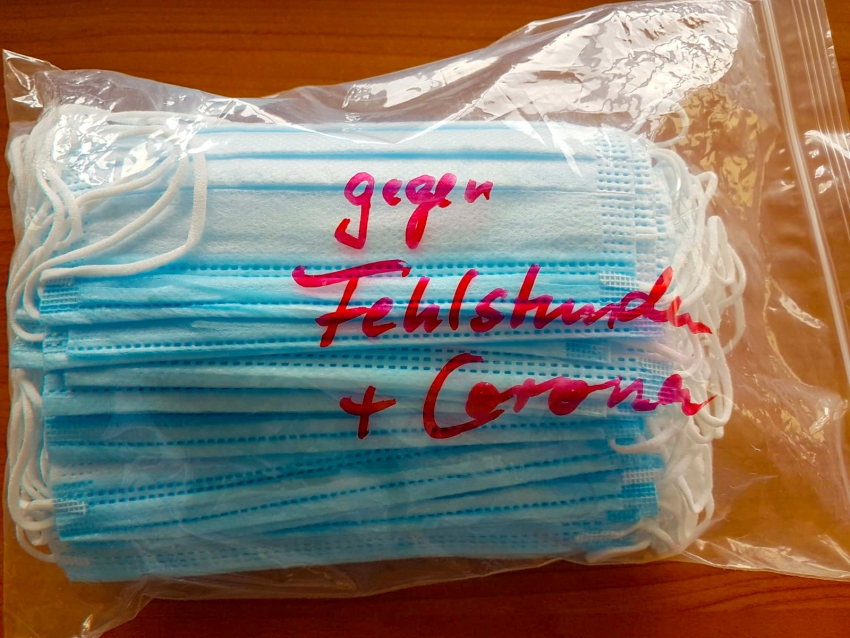 gegen
Fehlstunden
+ Corona